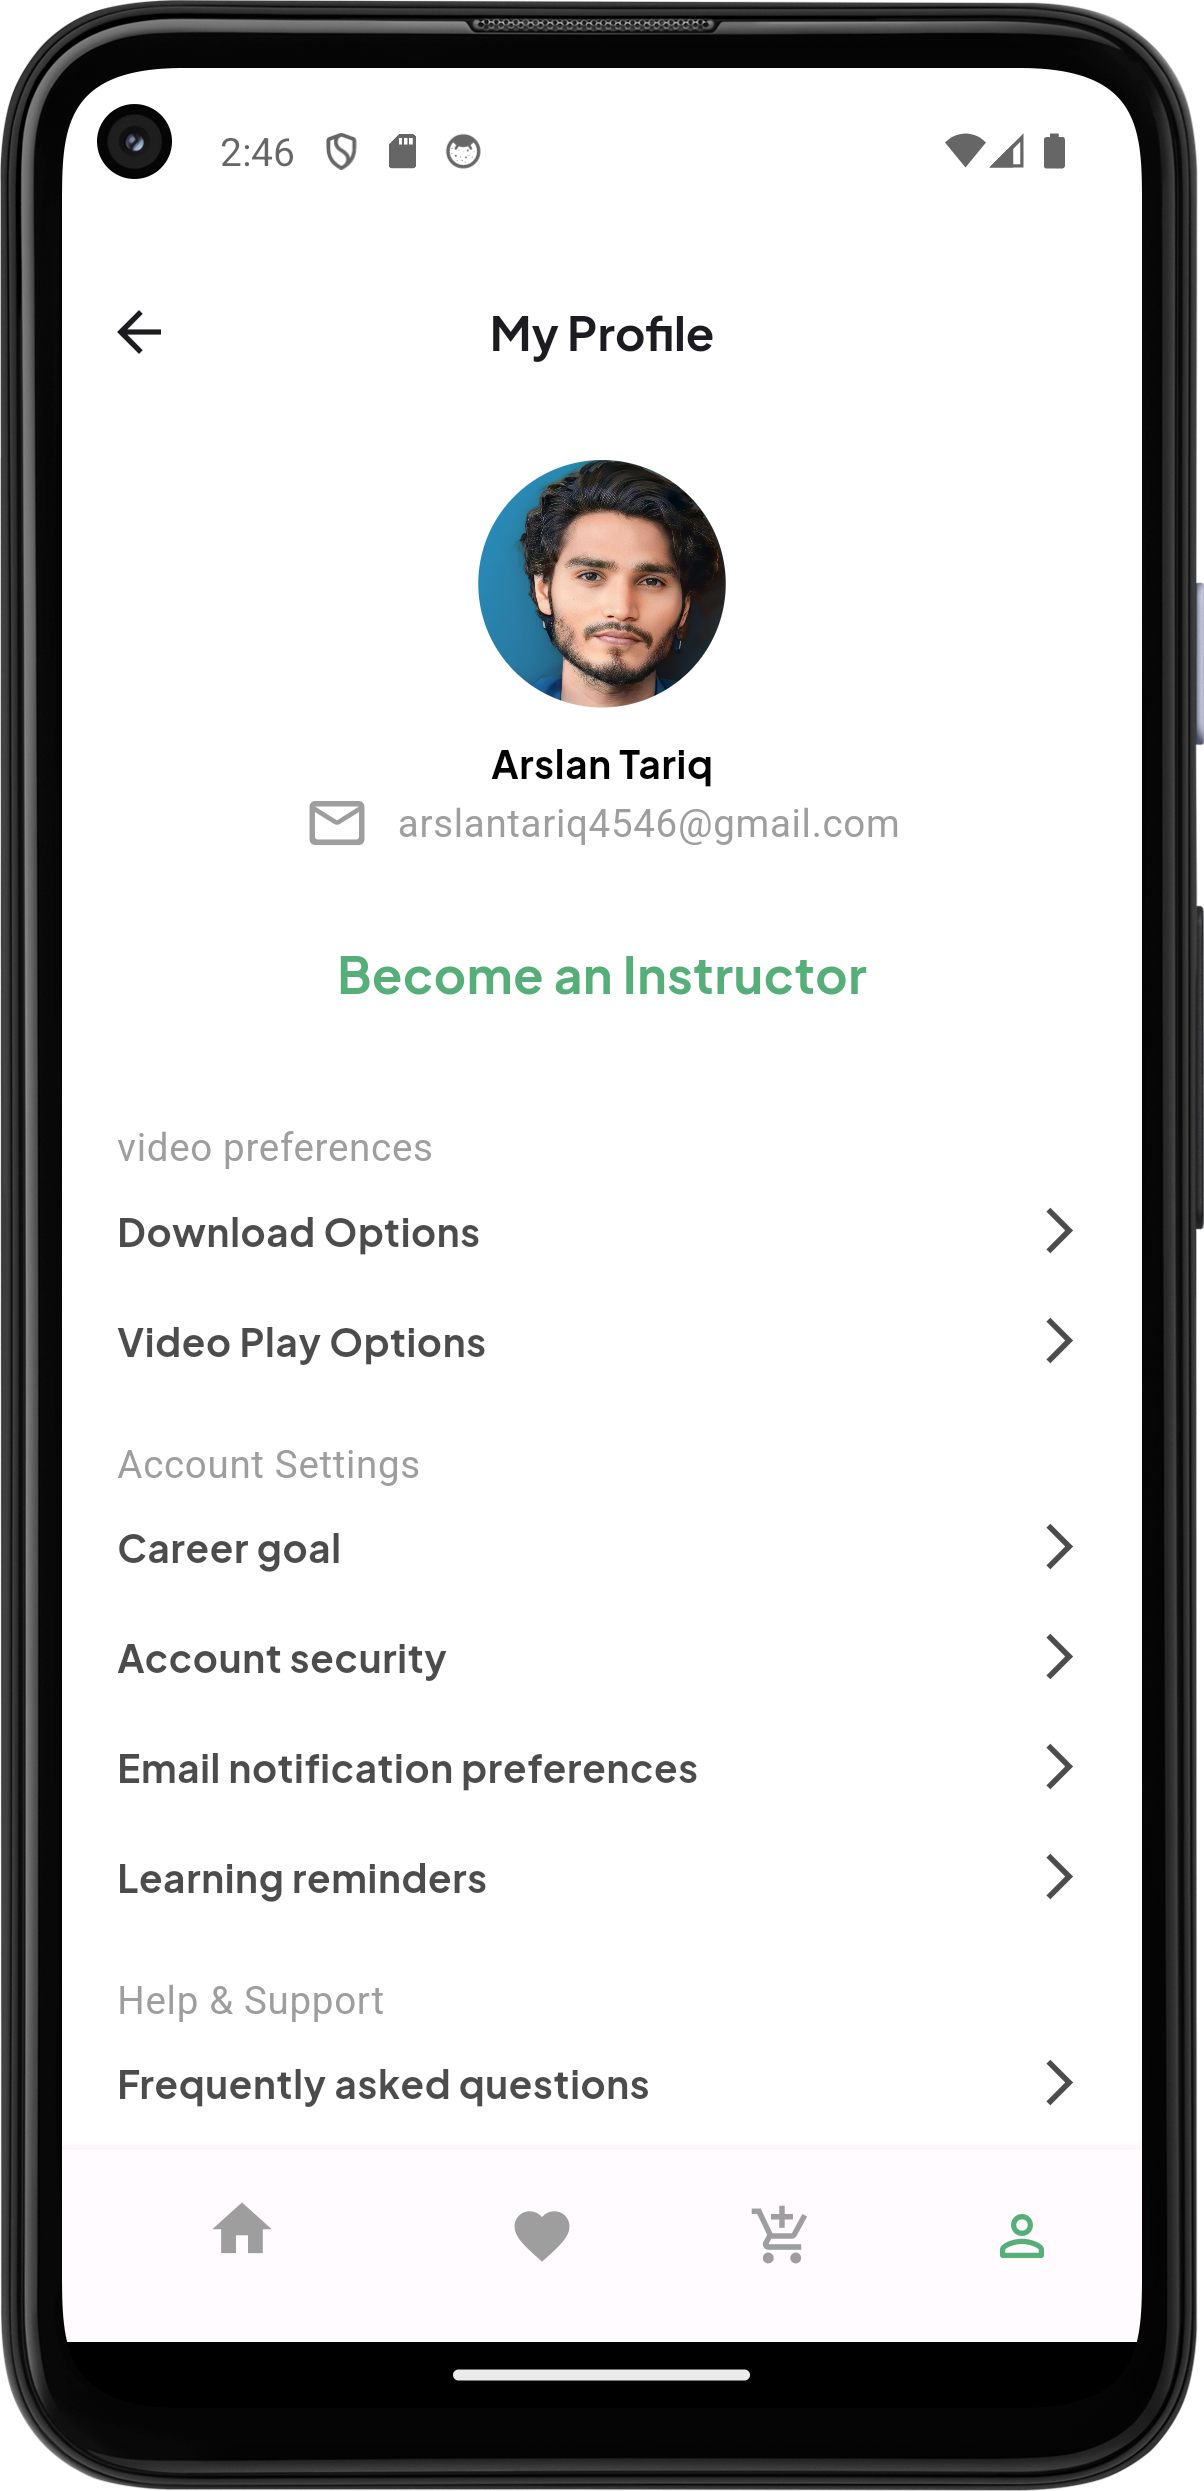 2:46
My Profile
Arslan Tariq
arslantariq4546@gmail.com
Become an Instructor
video preferences
Download Options
Video Play Options
Account Settings
Career goal
Account security
Email notification preferences
Learning reminders
Help & Support
Frequently asked questions